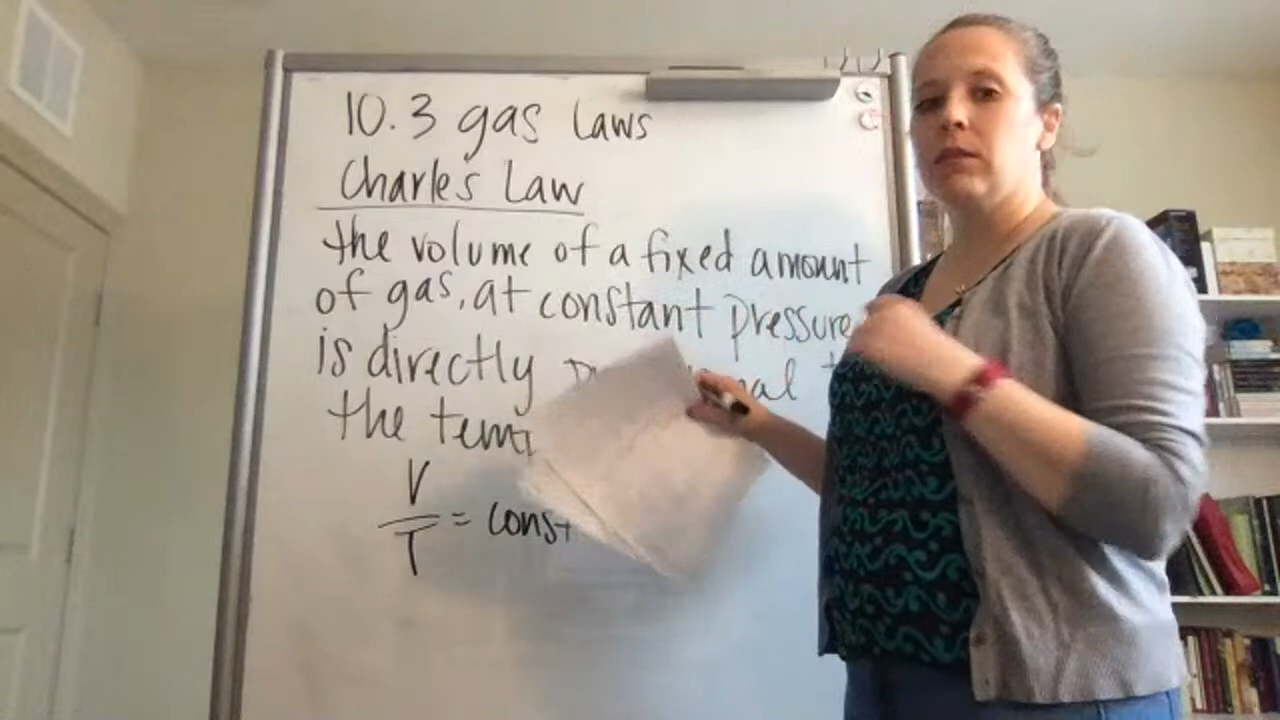 10.3 gas laws
Charles Law
the volume of a fixed amount
of gas, at constant pressure
is directly
the
V
— = const
T